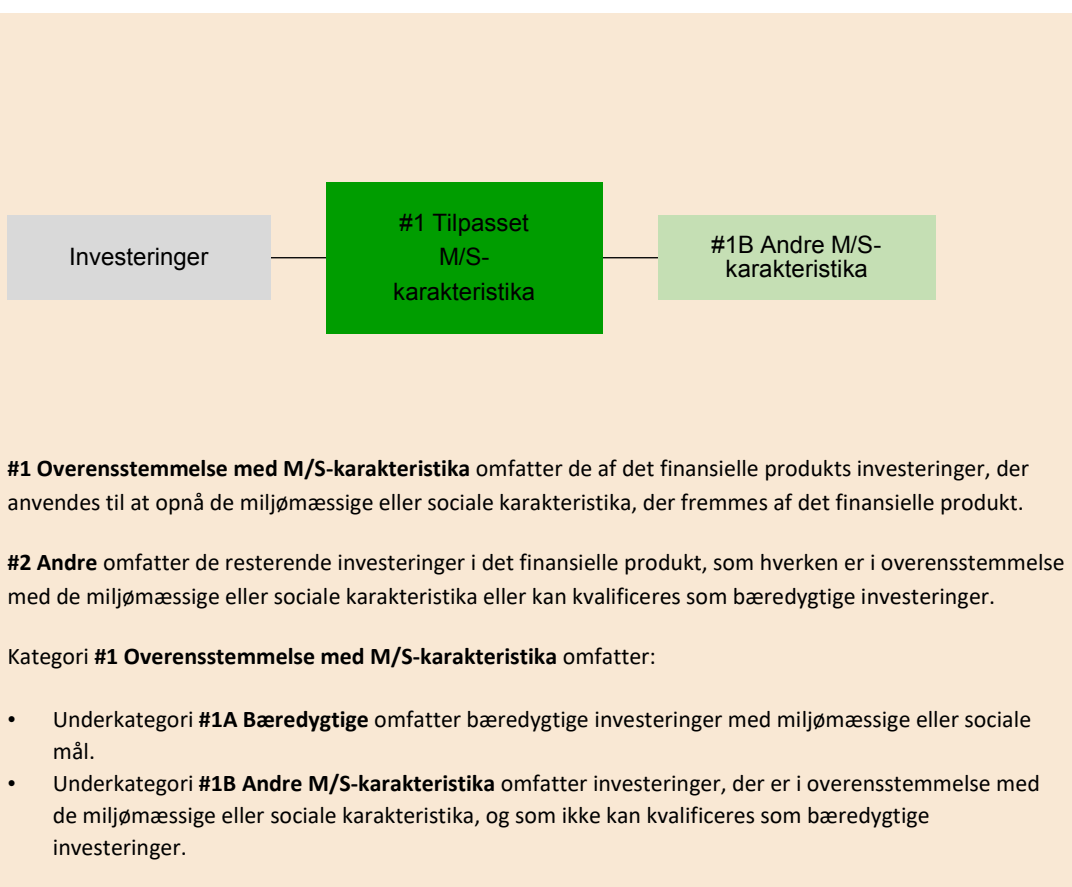 Investeringer
#1 Tilpasset
M/S-
karakteristika
#1B Andre M/S-
karakteristika
#1 Overensstemmelse med M/S-karakteristika omfatter de af det finansielle produkts investeringer, der
anvendes til at opnå de miljømæssige eller sociale karakteristika, der fremmes af det finansielle produkt.
#2 Andre omfatter de resterende investeringer i det finansielle produkt, som hverken er i overensstemmelse
med de miljømæssige eller sociale karakteristika eller kan kvalificeres som bæredygtige investeringer.
Kategori #1 Overensstemmelse med M/S-karakteristika omfatter:
• Underkategori #1A Bæredygtige omfatter bæredygtige investeringer med miljømæssige eller sociale
mål.
• Underkategori #1B Andre M/S-karakteristika omfatter investeringer, der er i overensstemmelse med
de miljømæssige eller sociale karakteristika, og som ikke kan kvalificeres som bæredygtige
investeringer.